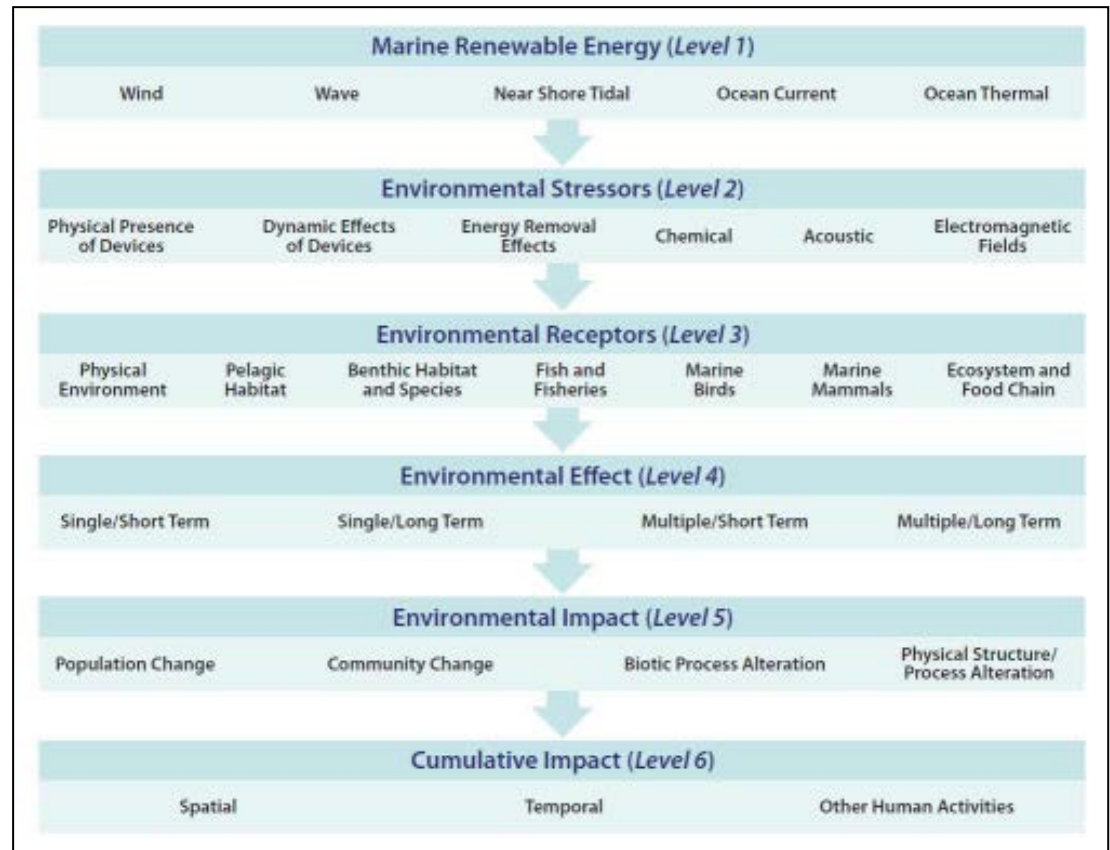 Marine Renewable Energy (Level 1)
Wind Wave Near Shore Tidal Ocean Current Ocean Thermal
Environmental Stressors (Level 2)
Physical Presence of Devices Dynamic Effects of Devices Energy Removal Effects Chemical Acoustic Electromagnetic Fields
Environmental Receptors (Level 3)
Physical Environment Pelagic Habitat Benthic Habitat and Species Fish and Fisheries Marine Birds Marine Mammals Ecosystem and Food Chain
Environmental Effect (Level 4)
Single/Short Term Single/Long Term Multiple/Short Term Multiple/Long Term
Environmental Impact (Level 5)
Population Change Community Change Biotic Process Alteration Physical Structure/ Process Alteration
Cumulative Impact (Level 6)
Spatial Temporal Other Human Activities